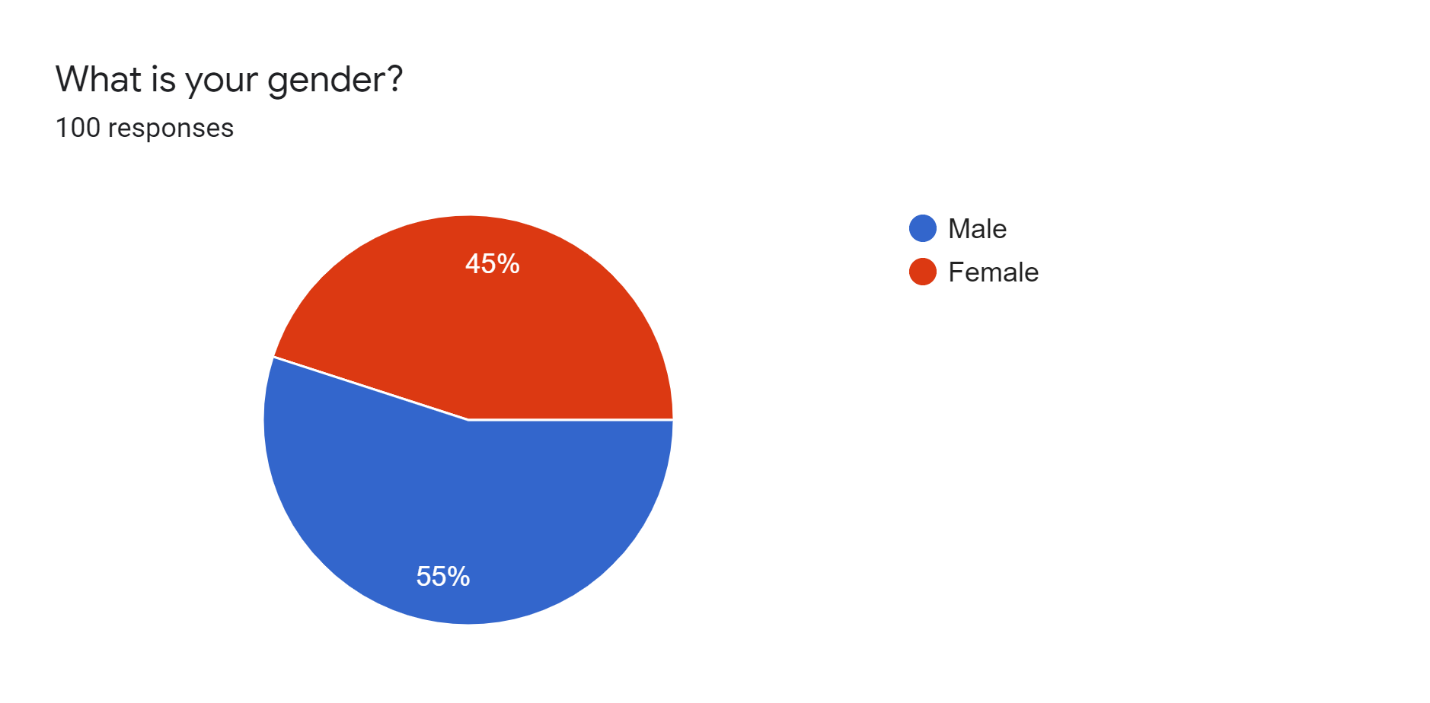 What is your gender?
100 responses
45%
55%
Male
Female